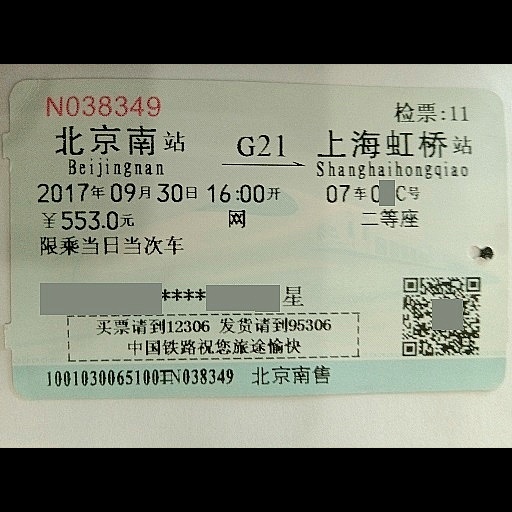 N038349 检票:11
北京南站 G21 上海虹桥站
Beijingnan Shanghaihongqiao
2017年09月30日 16:00开 07车0 C号
￥553.0元 网 二等座
限乘当日当次车
**** 星
买票请到12306 发货请到95306
中国铁路祝您旅途愉快
1001030065100 N038349 北京南售